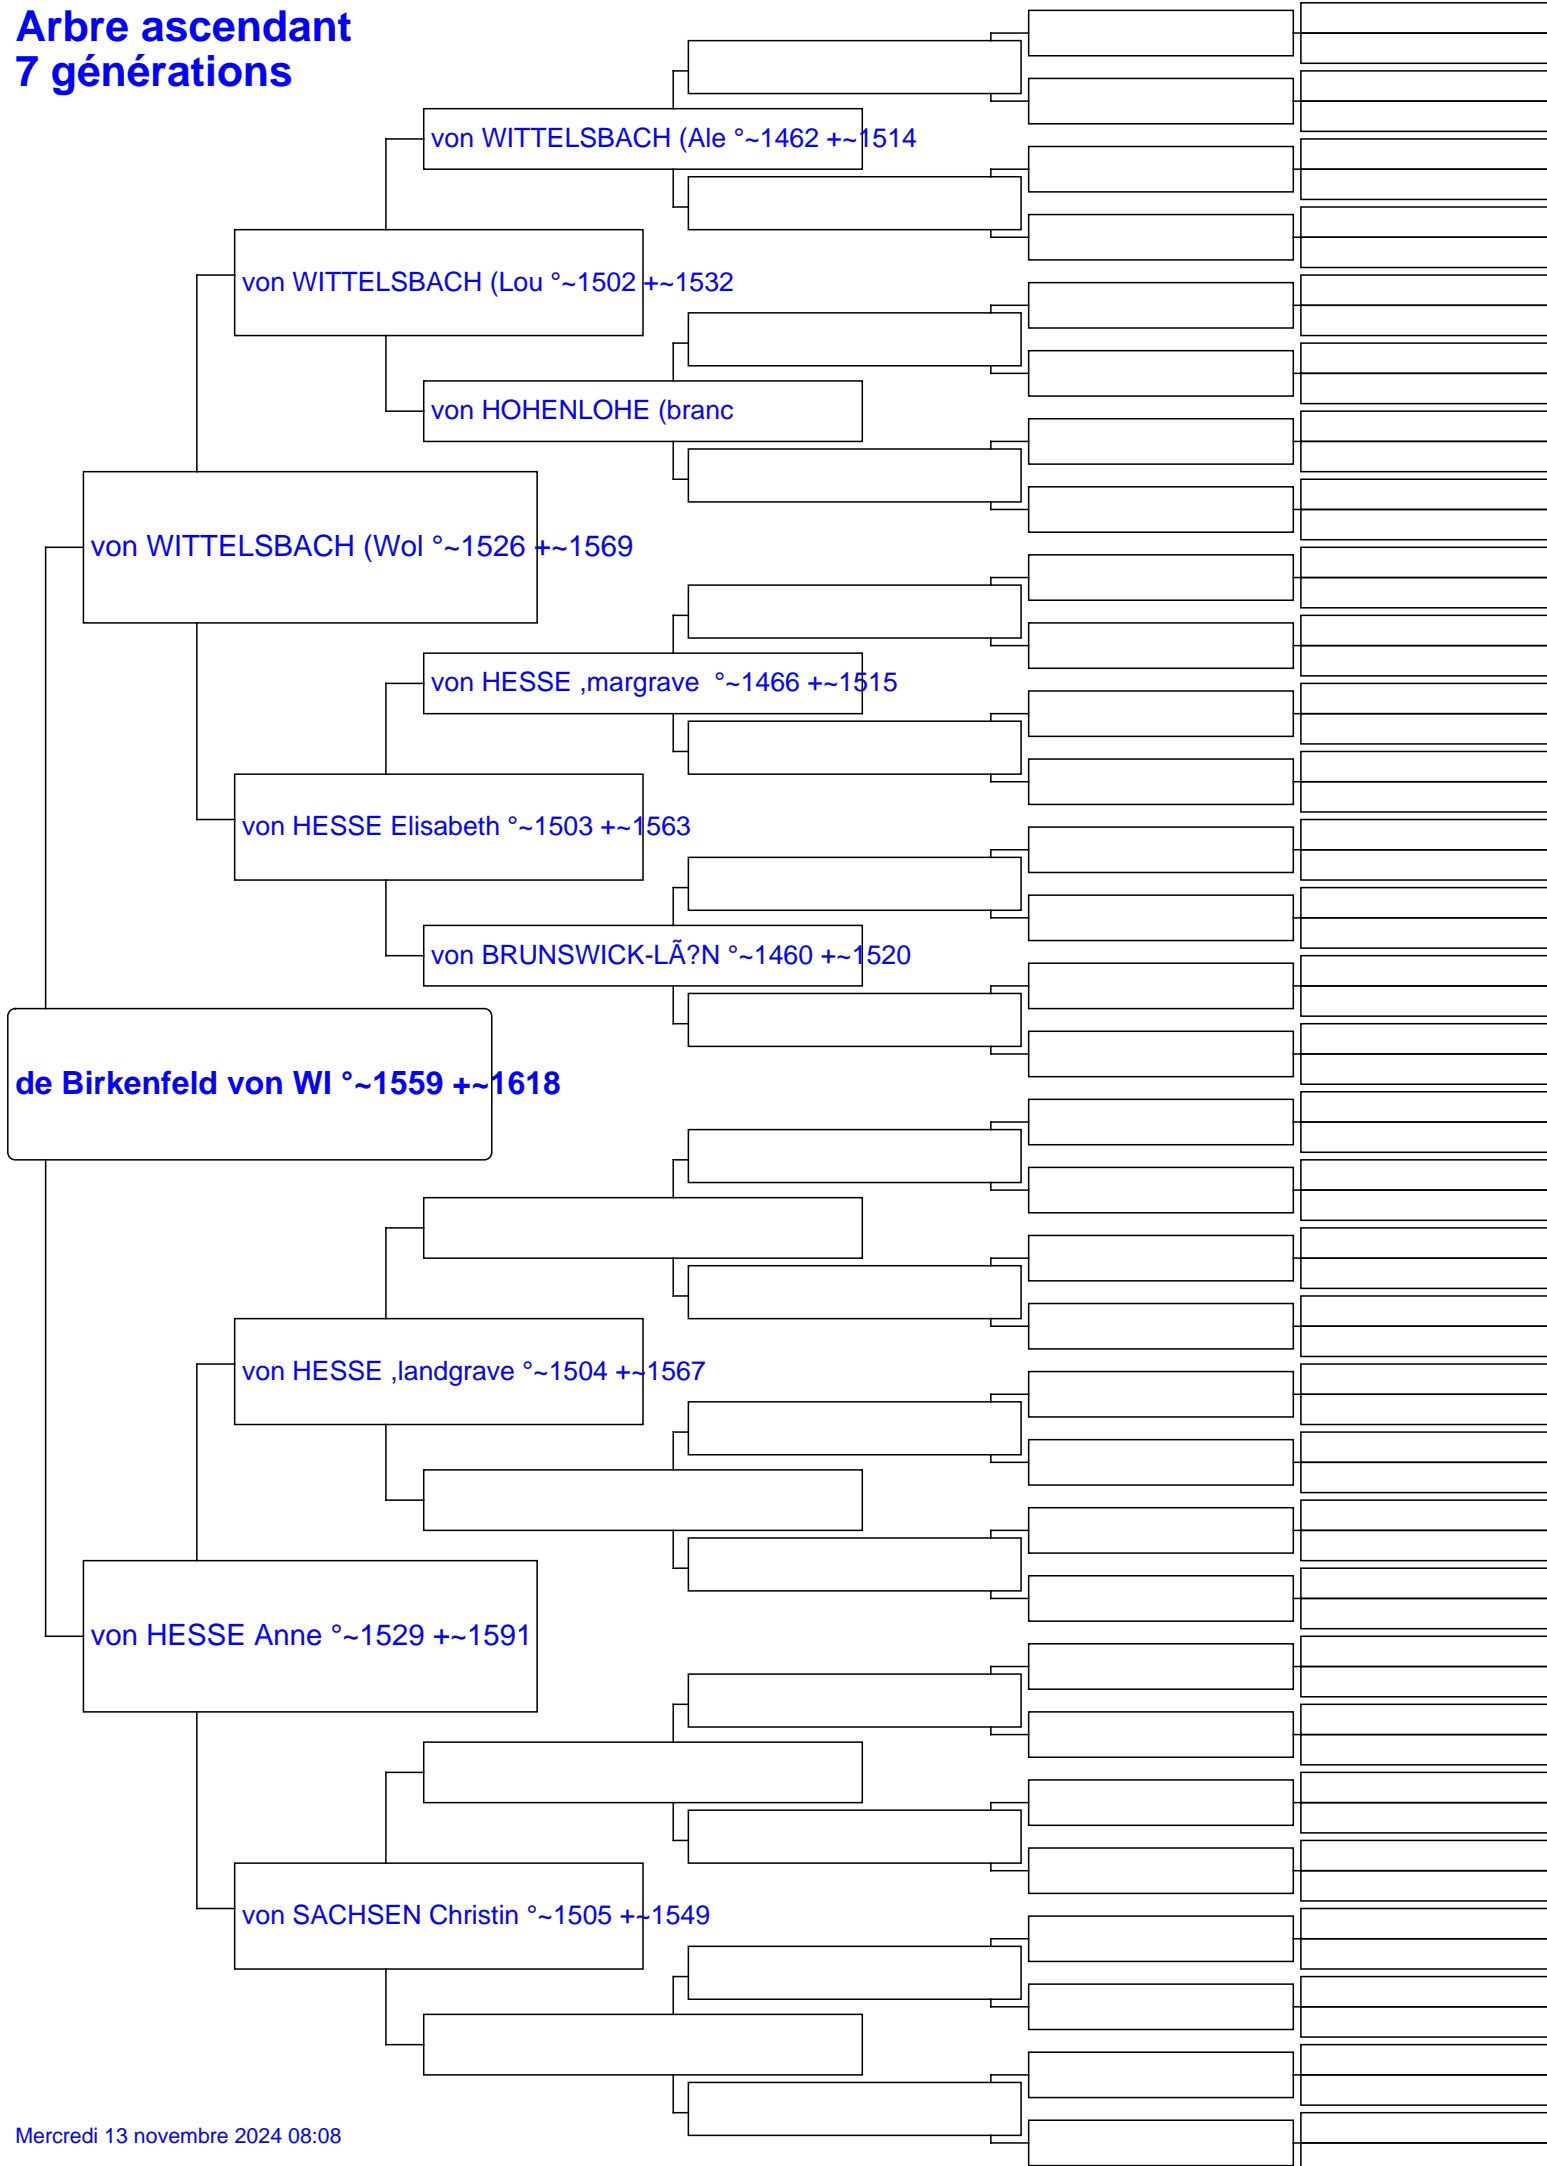 Arbre ascendant
7 générations
von WITTELSBACH (Ale °~1462 +~1514
von WITTELSBACH (Lou °~1502 +~1532
von HOHENLOHE (branc
von WITTELSBACH (Wol °~1526 +~1569
von HESSE ,margrave  °~1466 +~1515
von HESSE Elisabeth °~1503 +~1563
von BRUNSWICK-LÃ?N °~1460 +~1520
de Birkenfeld von WI °~1559 +~1618
von HESSE ,landgrave °~1504 +~1567
von HESSE Anne °~1529 +~1591
von SACHSEN Christin °~1505 +~1549
Mercredi 13 novembre 2024 08:08